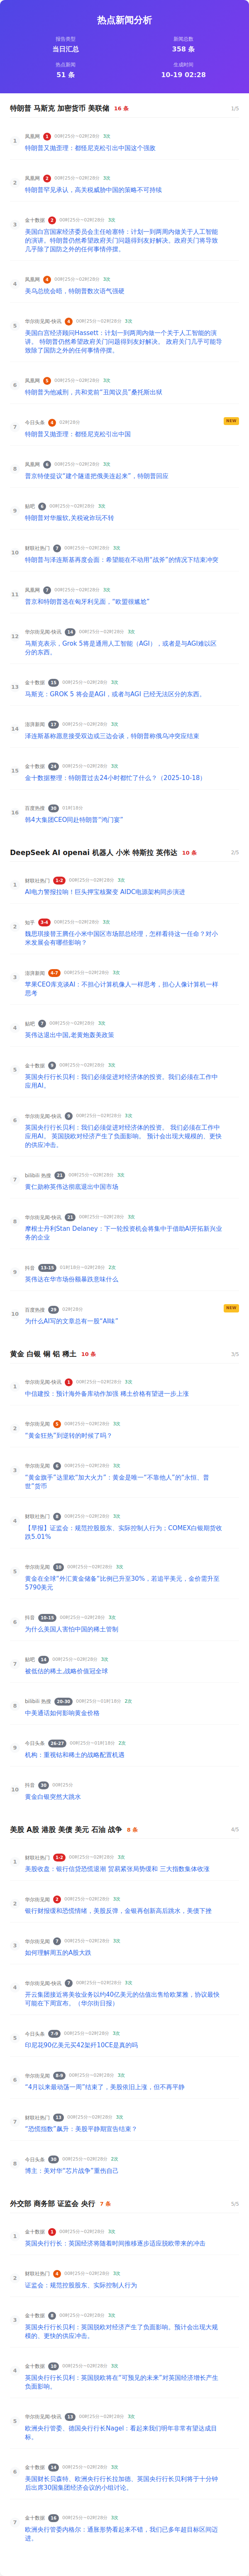 热点新闻分析
报告类型
新闻总数
当日汇总
358 条
热点新闻
生成时间
51 条
10-19 02:28
特朗普 马斯克 加密货币 美联储 16 条 1/5
1
凤凰网 1 00时25分~02时28分 3次
特朗普又抛歪理：都怪尼克松引出中国这个强敌
2
凤凰网 2 00时25分~02时28分 3次
特朗普罕见承认，高关税威胁中国的策略不可持续
3
金十数据 2 00时25分~02时28分 3次
美国白宫国家经济委员会主任哈塞特：计划一到两周内做关于人工智能
的演讲。特朗普仍然希望政府关门问题得到友好解决。政府关门将导致
几乎除了国防之外的任何事情停摆。
4
凤凰网 4 00时25分~02时28分 3次
美乌总统会晤，特朗普数次语气强硬
5
华尔街见闻-快讯 4 00时25分~02时28分 3次
美国白宫经济顾问Hassett：计划一到两周内做一个关于人工智能的演
讲。 特朗普仍然希望政府关门问题得到友好解决。 政府关门几乎可能导
致除了国防之外的任何事情停摆。
6
凤凰网 5 00时25分~02时28分 3次
特朗普为他减刑，共和党前“丑闻议员”桑托斯出狱
7
今日头条 4 02时28分
NEW
特朗普又抛歪理：都怪尼克松引出中国
8
凤凰网 6 00时25分~02时28分 3次
普京特使提议“建个隧道把俄美连起来”，特朗普回应
9
贴吧 6 00时25分~02时28分 3次
特朗普对华服软,关税讹诈玩不转
10
财联社热门 7 00时25分~02时28分 3次
特朗普与泽连斯基再度会面：希望能在不动用“战斧”的情况下结束冲突
11
凤凰网 7 00时25分~02时28分 3次
普京和特朗普选在匈牙利见面，“欧盟很尴尬”
12
华尔街见闻-快讯 14 00时25分~02时28分 3次
马斯克表示，Grok 5将是通用人工智能（AGI），或者是与AGI难以区
分的东西。
13
金十数据 15 00时25分~02时28分 3次
马斯克：GROK 5 将会是AGI，或者与AGI 已经无法区分的东西。
14
澎湃新闻 17 00时25分~02时28分 3次
泽连斯基称愿意接受双边或三边会谈，特朗普称俄乌冲突应结束
15
金十数据 24 00时25分~02时28分 3次
金十数据整理：特朗普过去24小时都忙了什么？（2025-10-18）
16
百度热搜 30 01时18分
韩4大集团CEO同赴特朗普“鸿门宴”
DeepSeek AI openai 机器人 小米 特斯拉 英伟达 10 条 2/5
1
财联社热门 1-2 00时25分~02时28分 3次
AI电力警报拉响！巨头押宝核聚变 AIDC电源架构同步演进
2
知乎 3-4 00时25分~02时28分 3次
魏思琪接替王腾任小米中国区市场部总经理，怎样看待这一任命？对小
米发展会有哪些影响？
3
澎湃新闻 4-7 00时25分~02时28分 3次
苹果CEO库克谈AI：不担心计算机像人一样思考，担心人像计算机一样
思考
4
贴吧 7 00时25分~02时28分 3次
英伟达退出中国,老黄炮轰美政策
5
金十数据 9 00时25分~02时28分 3次
英国央行行长贝利：我们必须促进对经济体的投资。我们必须在工作中
应用AI。
6
华尔街见闻-快讯 9 00时25分~02时28分 3次
英国央行行长贝利：我们必须促进对经济体的投资。 我们必须在工作中
应用AI。 英国脱欧对经济产生了负面影响。 预计会出现大规模的、更快
的供应冲击。
7
bilibili 热搜 21 00时25分~02时28分 3次
黄仁勋称英伟达彻底退出中国市场
8
华尔街见闻-快讯 21 00时25分~02时28分 3次
摩根士丹利Stan Delaney：下一轮投资机会将集中于借助AI开拓新兴业
务的企业
9
抖音 13-15 01时18分~02时28分 2次
英伟达在华市场份额暴跌意味什么
10
百度热搜 29 02时28分
NEW
为什么AI写的文章总有一股“AI味”
黄金 白银 铜 铝 稀土 10 条 3/5
1
华尔街见闻-快讯 1 00时25分~02时28分 3次
中信建投：预计海外备库动作加强 稀土价格有望进一步上涨
2
华尔街见闻 5 00时25分~02时28分 3次
“黄金狂热”到逆转的时候了吗？
3
华尔街见闻 6 00时25分~02时28分 3次
“黄金旗手”达里欧“加大火力”：黄金是唯一“不靠他人”的“永恒、普
世”货币
4
财联社热门 8 00时25分~02时28分 3次
【早报】证监会：规范控股股东、实际控制人行为；COMEX白银期货收
跌5.01%
5
华尔街见闻 10 00时25分~02时28分 3次
黄金在全球“外汇黄金储备”比例已升至30%，若追平美元，金价需升至
5790美元
6
抖音 10-15 00时25分~02时28分 3次
为什么美国人害怕中国的稀土管制
7
贴吧 14 00时25分~02时28分 3次
被低估的稀土,战略价值冠全球
8
bilibili 热搜 20-30 00时25分~01时18分 2次
中美通话如何影响黄金价格
9
今日头条 26-27 00时25分~01时18分 2次
机构：重视钴和稀土的战略配置机遇
10
抖音 30 00时25分
黄金白银突然大跳水
美股 A股 港股 美债 美元 石油 战争 8 条 4/5
1
财联社热门 1-2 00时25分~02时28分 3次
美股收盘：银行信贷恐慌退潮 贸易紧张局势缓和 三大指数集体收涨
2
华尔街见闻 2 00时25分~02时28分 3次
银行财报缓和恐慌情绪，美股反弹，金银再创新高后跳水，美债下挫
3
华尔街见闻 7 00时25分~02时28分 3次
如何理解周五的A股大跌
4
华尔街见闻-快讯 7 00时25分~02时28分 3次
开云集团接近将美妆业务以约40亿美元的估值出售给欧莱雅，协议最快
可能在下周宣布。（华尔街日报）
5
今日头条 7-9 00时25分~02时28分 3次
印尼花90亿美元买42架歼10CE是真的吗
6
华尔街见闻 8-9 00时25分~02时28分 3次
“4月以来最动荡一周”结束了，美股依旧上涨，但不再平静
7
财联社热门 13 00时25分~02时28分 3次
“恐慌指数”飙升：美股平静期宣告结束？
8
今日头条 30 00时25分~02时28分 2次
博主：美对华“芯片战争”重伤自己
外交部 商务部 证监会 央行 7 条 5/5
1
金十数据 1 00时25分~02时28分 3次
英国央行行长：英国经济将随着时间推移逐步适应脱欧带来的冲击
2
财联社热门 4 00时25分~02时28分 3次
证监会：规范控股股东、实际控制人行为
3
金十数据 8 00时25分~02时28分 3次
英国央行行长贝利：英国脱欧对经济产生了负面影响。预计会出现大规
模的、更快的供应冲击。
4
金十数据 10 00时25分~02时28分 3次
英国央行行长贝利：英国脱欧将在“可预见的未来”对英国经济增长产生
负面影响。
5
华尔街见闻-快讯 13 00时25分~02时28分 3次
欧洲央行管委、德国央行行长Nagel：看起来我们明年非常有望达成目
标。
6
金十数据 14 00时25分~02时28分 3次
美国财长贝森特、欧洲央行行长拉加德、英国央行行长贝利将于十分钟
后出席30国集团经济会议的小组讨论。
7
金十数据 16 00时25分~02时28分 3次
欧洲央行管委内格尔：通胀形势看起来不错，我们已多年超目标区间迈
进。